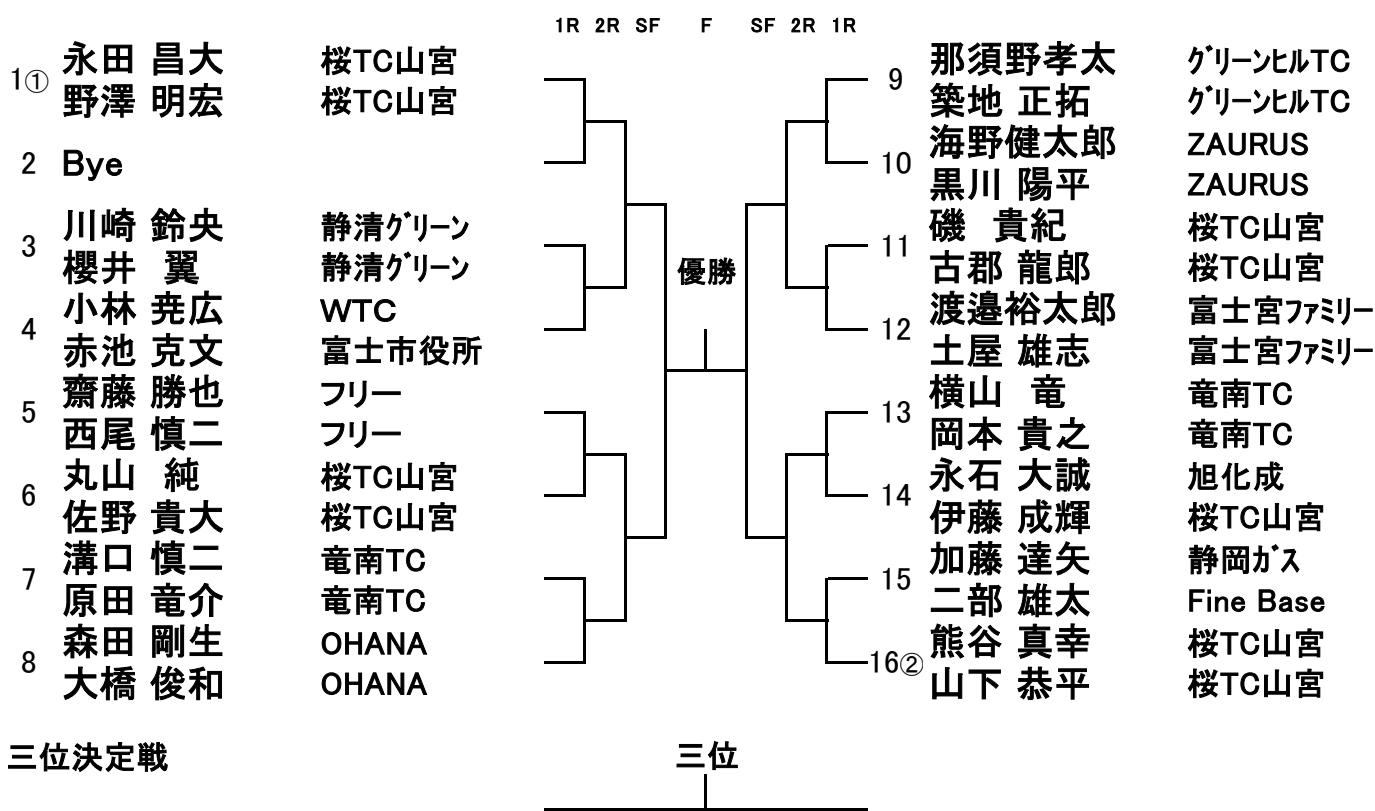 1R 2R SF F SF 2R 1R
1① 永田 昌大 桜TC山宮
野澤 明宏 桜TC山宮
2 Bye
3 川崎 鈴央 静清グリーン
櫻井 翼 静清グリーン
4 小林 尭広 WTC
赤池 克文 富士市役所
5 齋藤 勝也 フリー
西尾 慎二 フリー
6 丸山 純 桜TC山宮
佐野 貴大 桜TC山宮
7 溝口 慎二 竜南TC
原田 竜介 竜南TC
8 森田 剛生 OHANA
大橋 俊和 OHANA
優勝
9 那須野孝太 グリーンヒルTC
築地 正拓 グリーンヒルTC
10 海野健太郎 ZAURUS
黒川 陽平 ZAURUS
11 磯 貴紀 桜TC山宮
古郡 龍郎 桜TC山宮
12 渡邉裕太郎 富士宮ファミリー
土屋 雄志 富士宮ファミリー
13 横山 竜 竜南TC
岡本 貴之 竜南TC
14 永石 大誠 旭化成
伊藤 成輝 桜TC山宮
15 加藤 達矢 静岡ガス
二部 雄太 Fine Base
16② 熊谷 真幸 桜TC山宮
山下 恭平 桜TC山宮
三位決定戦 三位